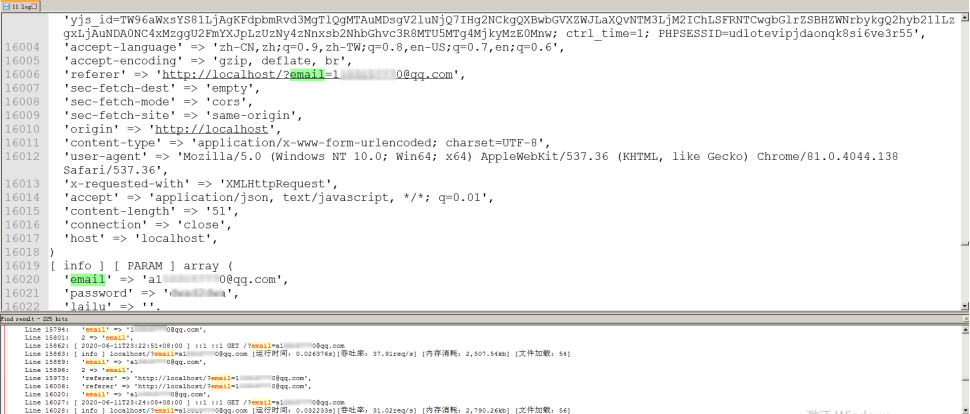 11.log
'yjs_id=TW96aWxsYS81LjAgKFdpbmRvd3MgTlQgMTAuMDsgV2luNjQ7IHg2NCkgQXBwbGVXZWJLaXQvNTM3LjM2IChLSFRNTCwgbGlrZSBHZWNrbykgQ2hyb21lLz
gxLjAuNDA0NC4xMzggU2FmYXJpLzUzNy4zNnxsb2NhbGhvc3R8MTU5MTg4MjkyMzE0Mnw; ctrl_time=1; PHPSESSID=udlotevipjdaonqk8si6ve3r55',
16004 'accept-language' => 'zh-CN,zh;q=0.9,zh-TW;q=0.8,en-US;q=0.7,en;q=0.6',
16005 'accept-encoding' => 'gzip, deflate, br',
16006 'referer' => 'http://localhost/?email=1 0@qq.com',
16007 'sec-fetch-dest' => 'empty',
16008 'sec-fetch-mode' => 'cors',
16009 'sec-fetch-site' => 'same-origin',
16010 'origin' => 'http://localhost',
16011 'content-type' => 'application/x-www-form-urlencoded; charset=UTF-8',
16012 'user-agent' => 'Mozilla/5.0 (Windows NT 10.0; Win64; x64) AppleWebKit/537.36 (KHTML, like Gecko) Chrome/81.0.4044.138
Safari/537.36',
16013 'x-requested-with' => 'XMLHttpRequest',
16014 'accept' => 'application/json, text/javascript, */*; q=0.01',
16015 'content-length' => '51',
16016 'connection' => 'close',
16017 'host' => 'localhost',
16018 )
16019 [ info ] [ PARAM ] array (
16020 'email' => 'a1 0@qq.com',
16021 'password' => ' ',
16022 'lailu' => '',
Find result - 225 hits
Line 15794: 'email' => '1 0@qq.com',
Line 15801: 2 => 'email',
Line 15862: [ 2020-06-11T23:22:51+08:00 ] ::1 ::1 GET /?email=a1 0@qq.com
Line 15863: [ info ] localhost/?email=a1 0@qq.com [运行时间：0.026376s][吞吐率：37.91req/s] [内存消耗：2,507.54kb] [文件加载：54]
Line 15889: 'email' => 'a1 0@qq.com',
Line 15896: 2 => 'email',
Line 15973: 'referer' => 'http://localhost/?email=1 0@qq.com',
Line 16006: 'referer' => 'http://localhost/?email=1 0@qq.com',
Line 16020: 'email' => 'a1 0@qq.com',
Line 16027: [ 2020-06-11T23:24:05+08:00 ] ::1 ::1 GET /?email=a1 0@qq.com
Line 16028: [ info ] localhost/?email=a1 0@qq.com [运行时间：0.032233s][吞吐率：31.02req/s] [内存消耗：2,790.26kb] [文件加载：56]